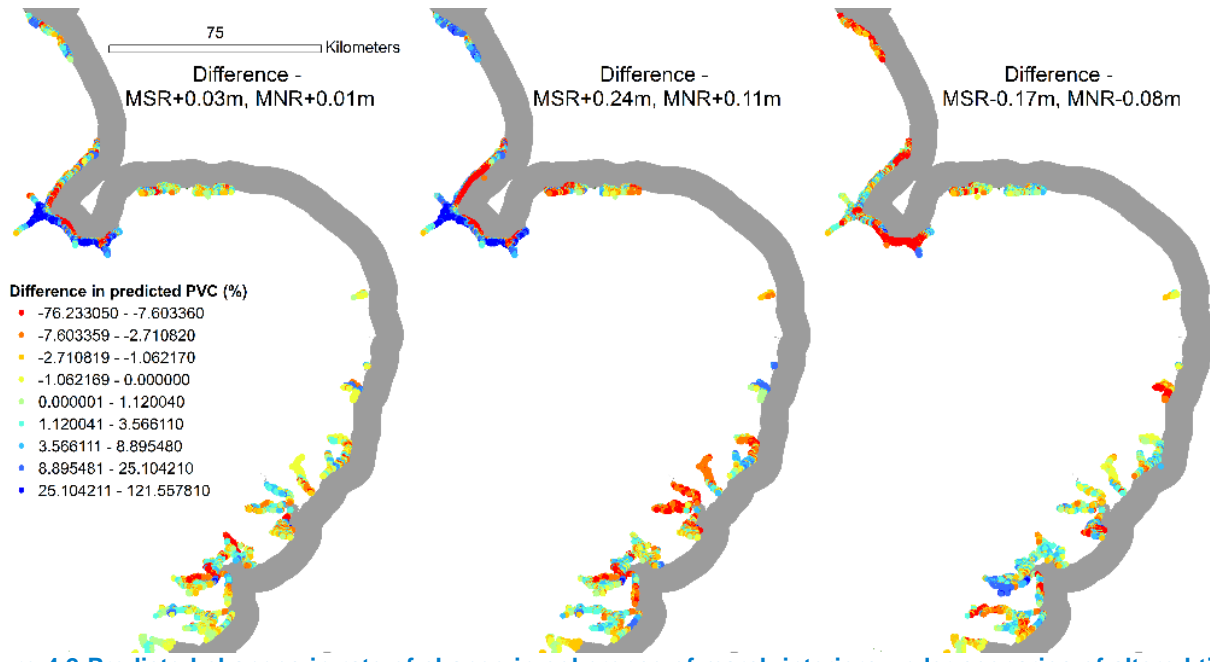 75
Kilometers
Difference -
MSR+0.03m, MNR+0.01m
Difference -
MSR+0.24m, MNR+0.11m
Difference -
MSR-0.17m, MNR-0.08m
Difference in predicted PVC (%)
-76.233050 - -7.603360
-7.603359 - -2.710820
-2.710819 - -1.062170
-1.062169 - 0.000000
0.000001 - 1.120040
1.120041 - 3.566110
3.566111 - 8.895480
8.895481 - 25.104210
25.104211 - 121.557810